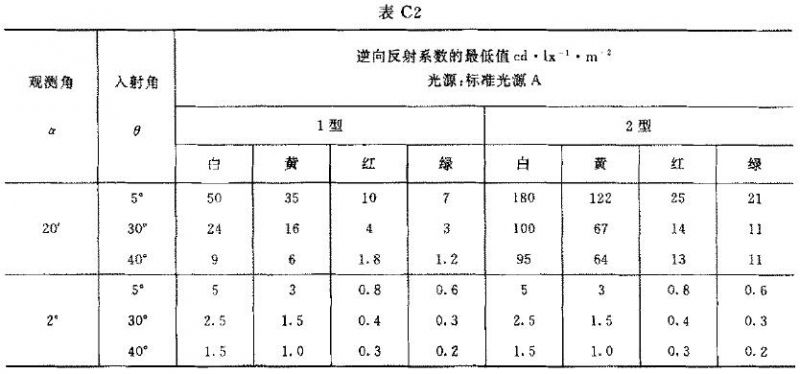 表 C2
观测角
α
入射角
θ
逆向反射系数的最低值 cd·lx⁻¹·m⁻²
光源:标准光源 A
1 型 2 型
白 黄 红 绿 白 黄 红 绿
20′ 5° 50 35 10 7 180 122 25 21
30° 24 16 4 3 100 67 14 11
40° 9 6 1.8 1.2 95 64 13 11
2° 5° 5 3 0.8 0.6 5 3 0.8 0.6
30° 2.5 1.5 0.4 0.3 2.5 1.5 0.4 0.3
40° 1.5 1.0 0.3 0.2 1.5 1.0 0.3 0.2